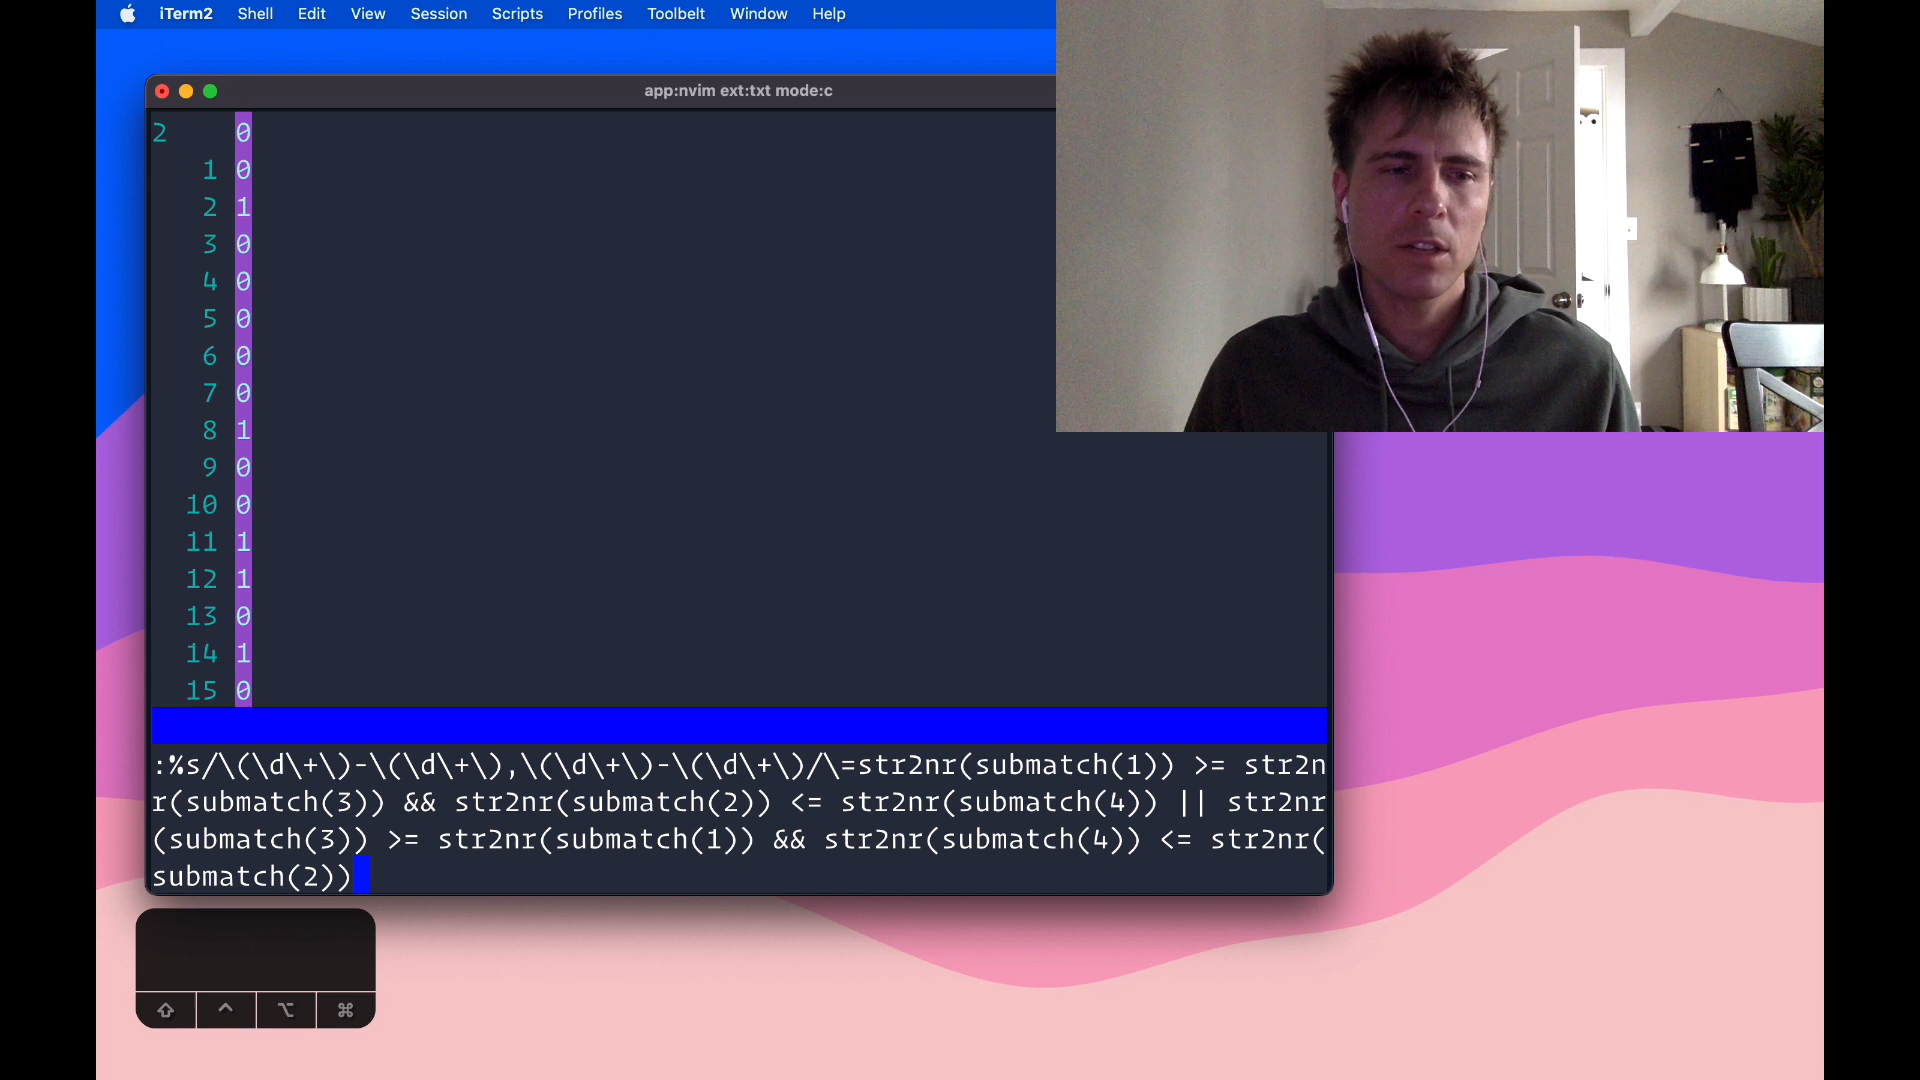 iTerm2 Shell Edit View Session Scripts Profiles Toolbelt Window Help
app:nvim ext:txt mode:c
2 0
1 0
2 1
3 0
4 0
5 0
6 0
7 0
8 1
9 0
10 0
11 1
12 1
13 0
14 1
15 0
:%s/\(\d\+\)-\(\d\+\),\(\d\+\)-\(\d\+\)/\=str2nr(submatch(1)) >= str2n
r(submatch(3)) && str2nr(submatch(2)) <= str2nr(submatch(4)) || str2nr
(submatch(3)) >= str2nr(submatch(1)) && str2nr(submatch(4)) <= str2nr(
submatch(2))